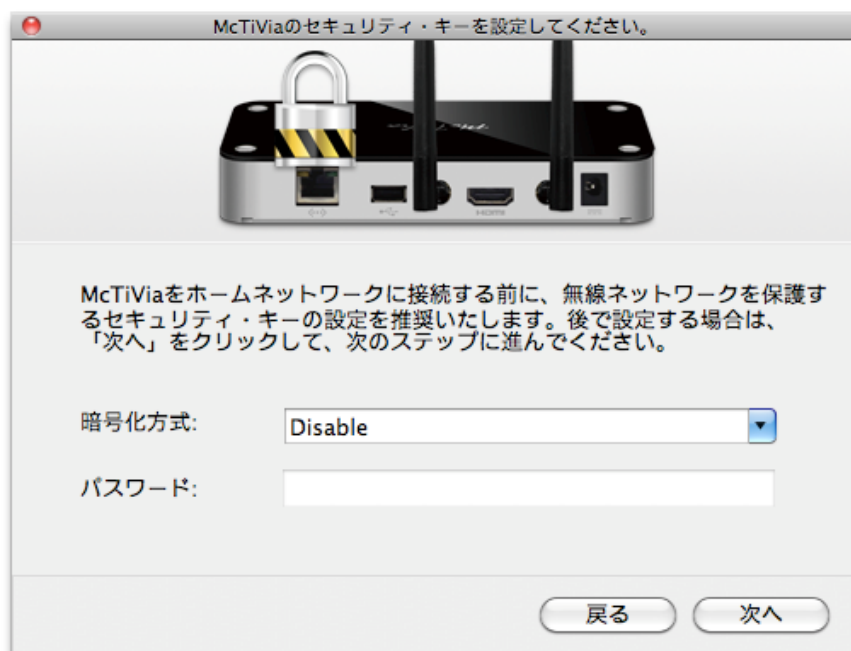 McTiViaのセキュリティ・キーを設定してください。
HDMI
McTiViaをホームネットワークに接続する前に、無線ネットワークを保護す
るセキュリティ・キーの設定を推奨いたします。後で設定する場合は、
「次へ」をクリックして、次のステップに進んでください。
暗号化方式:
Disable
パスワード:
戻る
次へ